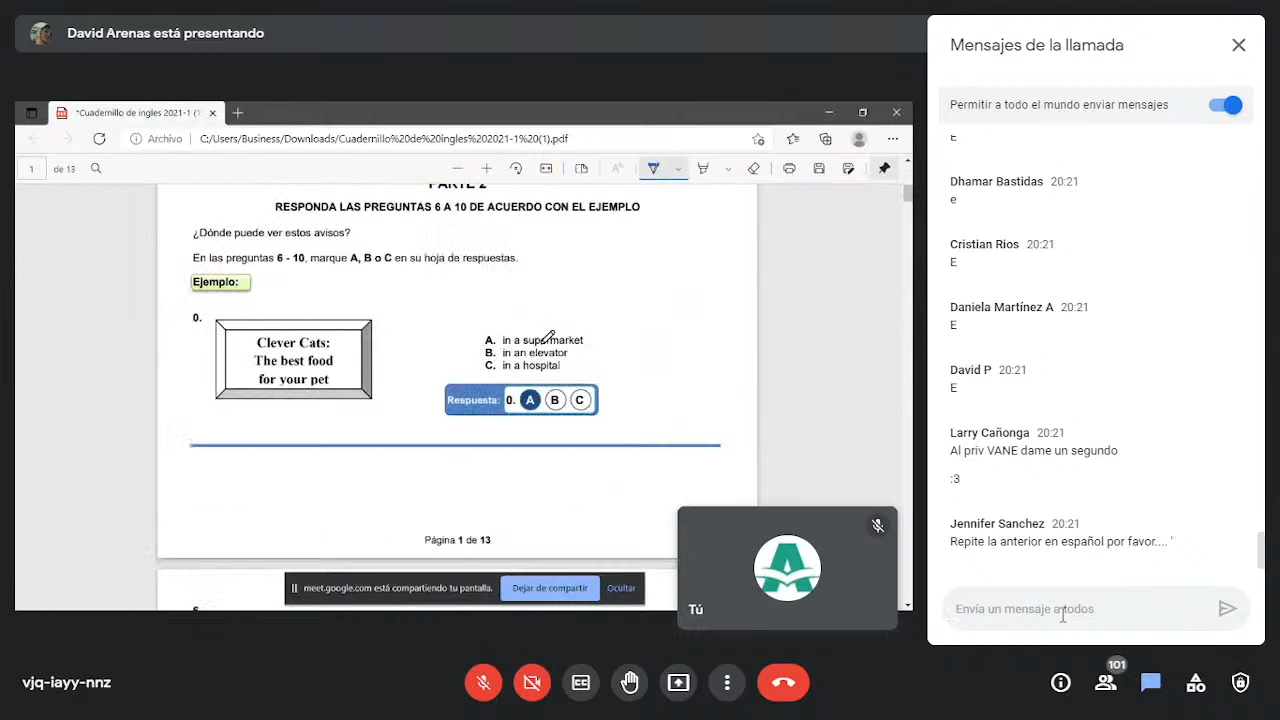 David Arenas está presentando
*Cuadernillo de ingles 2021-1 (1
Archivo
C:/Users/Business/Downloads/Cuadernillo%20de%20ingles%202021-1%20(1).pdf
1 de 13
PARTE 2
RESPONDA LAS PREGUNTAS 6 A 10 DE ACUERDO CON EL EJEMPLO
¿Dónde puede ver estos avisos?
En las preguntas 6 - 10, marque A, B o C en su hoja de respuestas.
Ejemplo:
0.
Clever Cats:
The best food
for your pet
A. in a supermarket
B. in an elevator
C. in a hospital
Respuesta: 0. A B C
Página 1 de 13
meet.google.com está compartiendo tu pantalla. Dejar de compartir Ocultar
Tú
Mensajes de la llamada
Permitir a todo el mundo enviar mensajes
E
Dhamar Bastidas 20:21
e
Cristian Rios 20:21
E
Daniela Martínez A 20:21
E
David P 20:21
E
Larry Cañonga 20:21
Al priv VANE dame un segundo
:3
Jennifer Sanchez 20:21
Repite la anterior en español por favor.... '
Envía un mensaje a todos
vjq-iayy-nnz
101